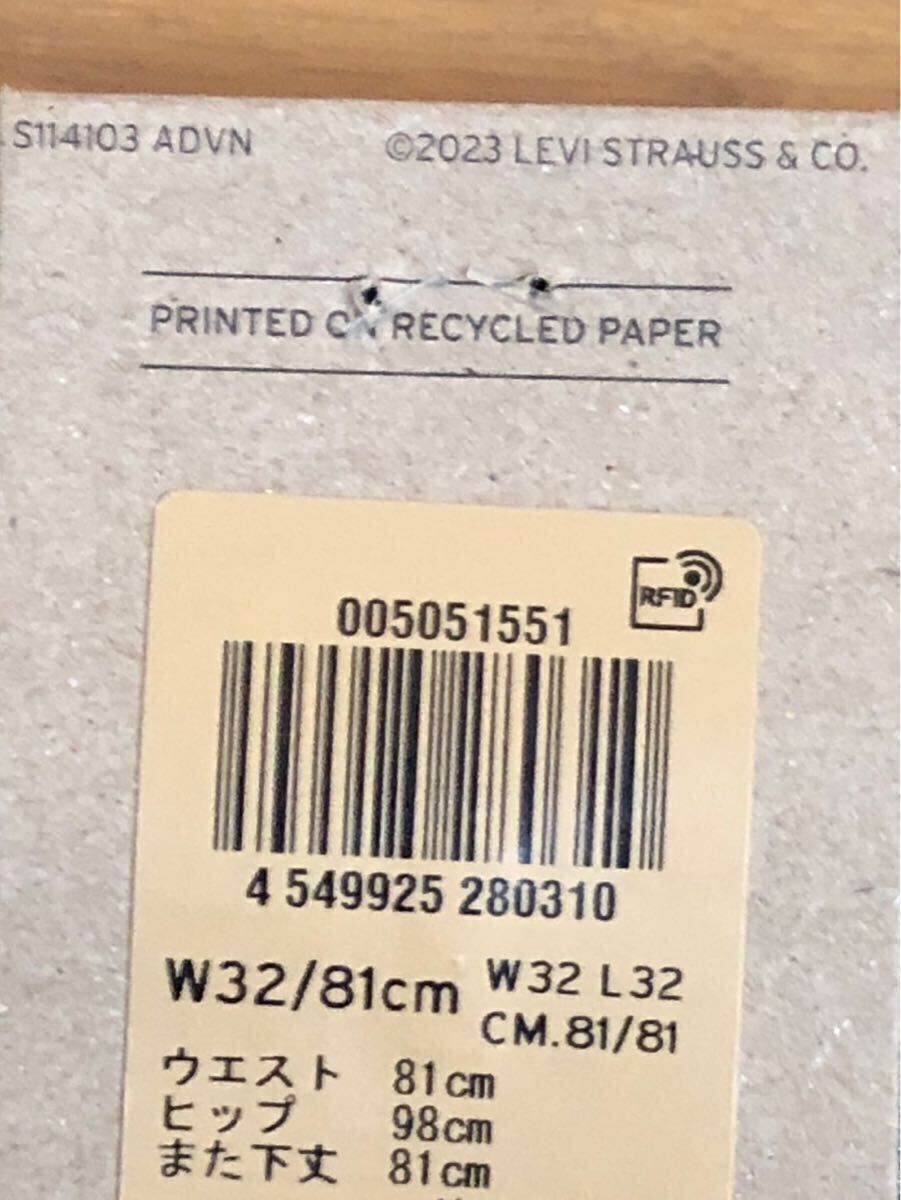 S114103 ADVN
©2023 LEVI STRAUSS & CO.
PRINTED ON RECYCLED PAPER
RFID
005051551
4 549925 280310
W32/81cm
W32 L32
CM.81/81
ウエスト 81cm
ヒップ 98cm
また下丈 81cm